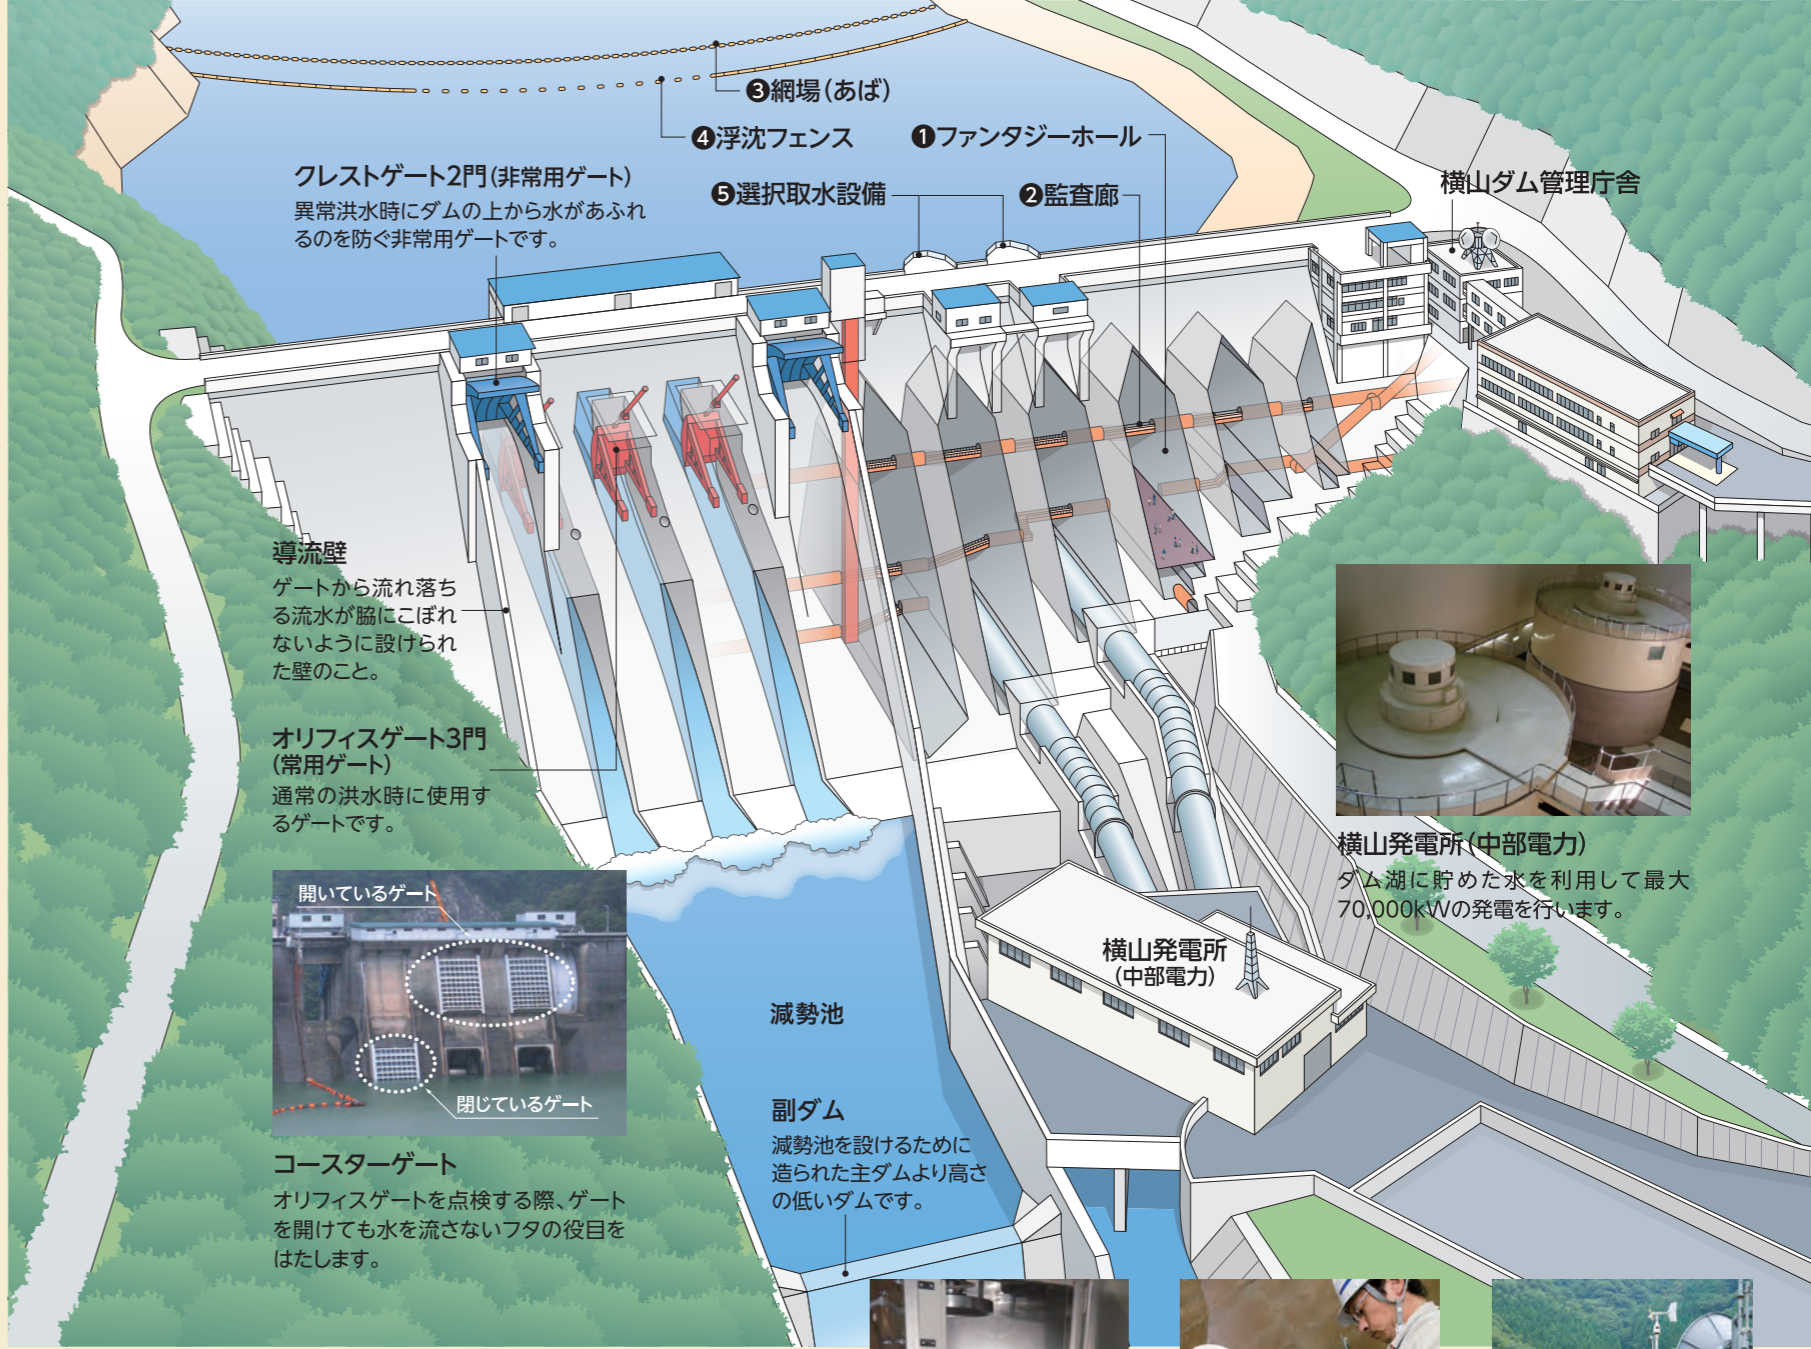 ❸網場(あば)
❹浮沈フェンス
❶ファンタジーホール
❺選択取水設備
❷監査廊
横山ダム管理庁舎
クレストゲート2門(非常用ゲート)
異常洪水時にダムの上から水があふれ
るのを防ぐ非常用ゲートです。
導流壁
ゲートから流れ落ち
る流水が脇にこぼれ
ないように設けられ
た壁のこと。
オリフィスゲート3門
(常用ゲート)
通常の洪水時に使用す
るゲートです。
開いているゲート
閉じているゲート
コースターゲート
オリフィスゲートを点検する際、ゲート
を開けても水を流さないフタの役目を
はたします。
減勢池
副ダム
減勢池を設けるために
造られた主ダムより高さ
の低いダムです。
横山発電所
(中部電力)
横山発電所(中部電力)
ダム湖に貯めた水を利用して最大
70,000kWの発電を行います。